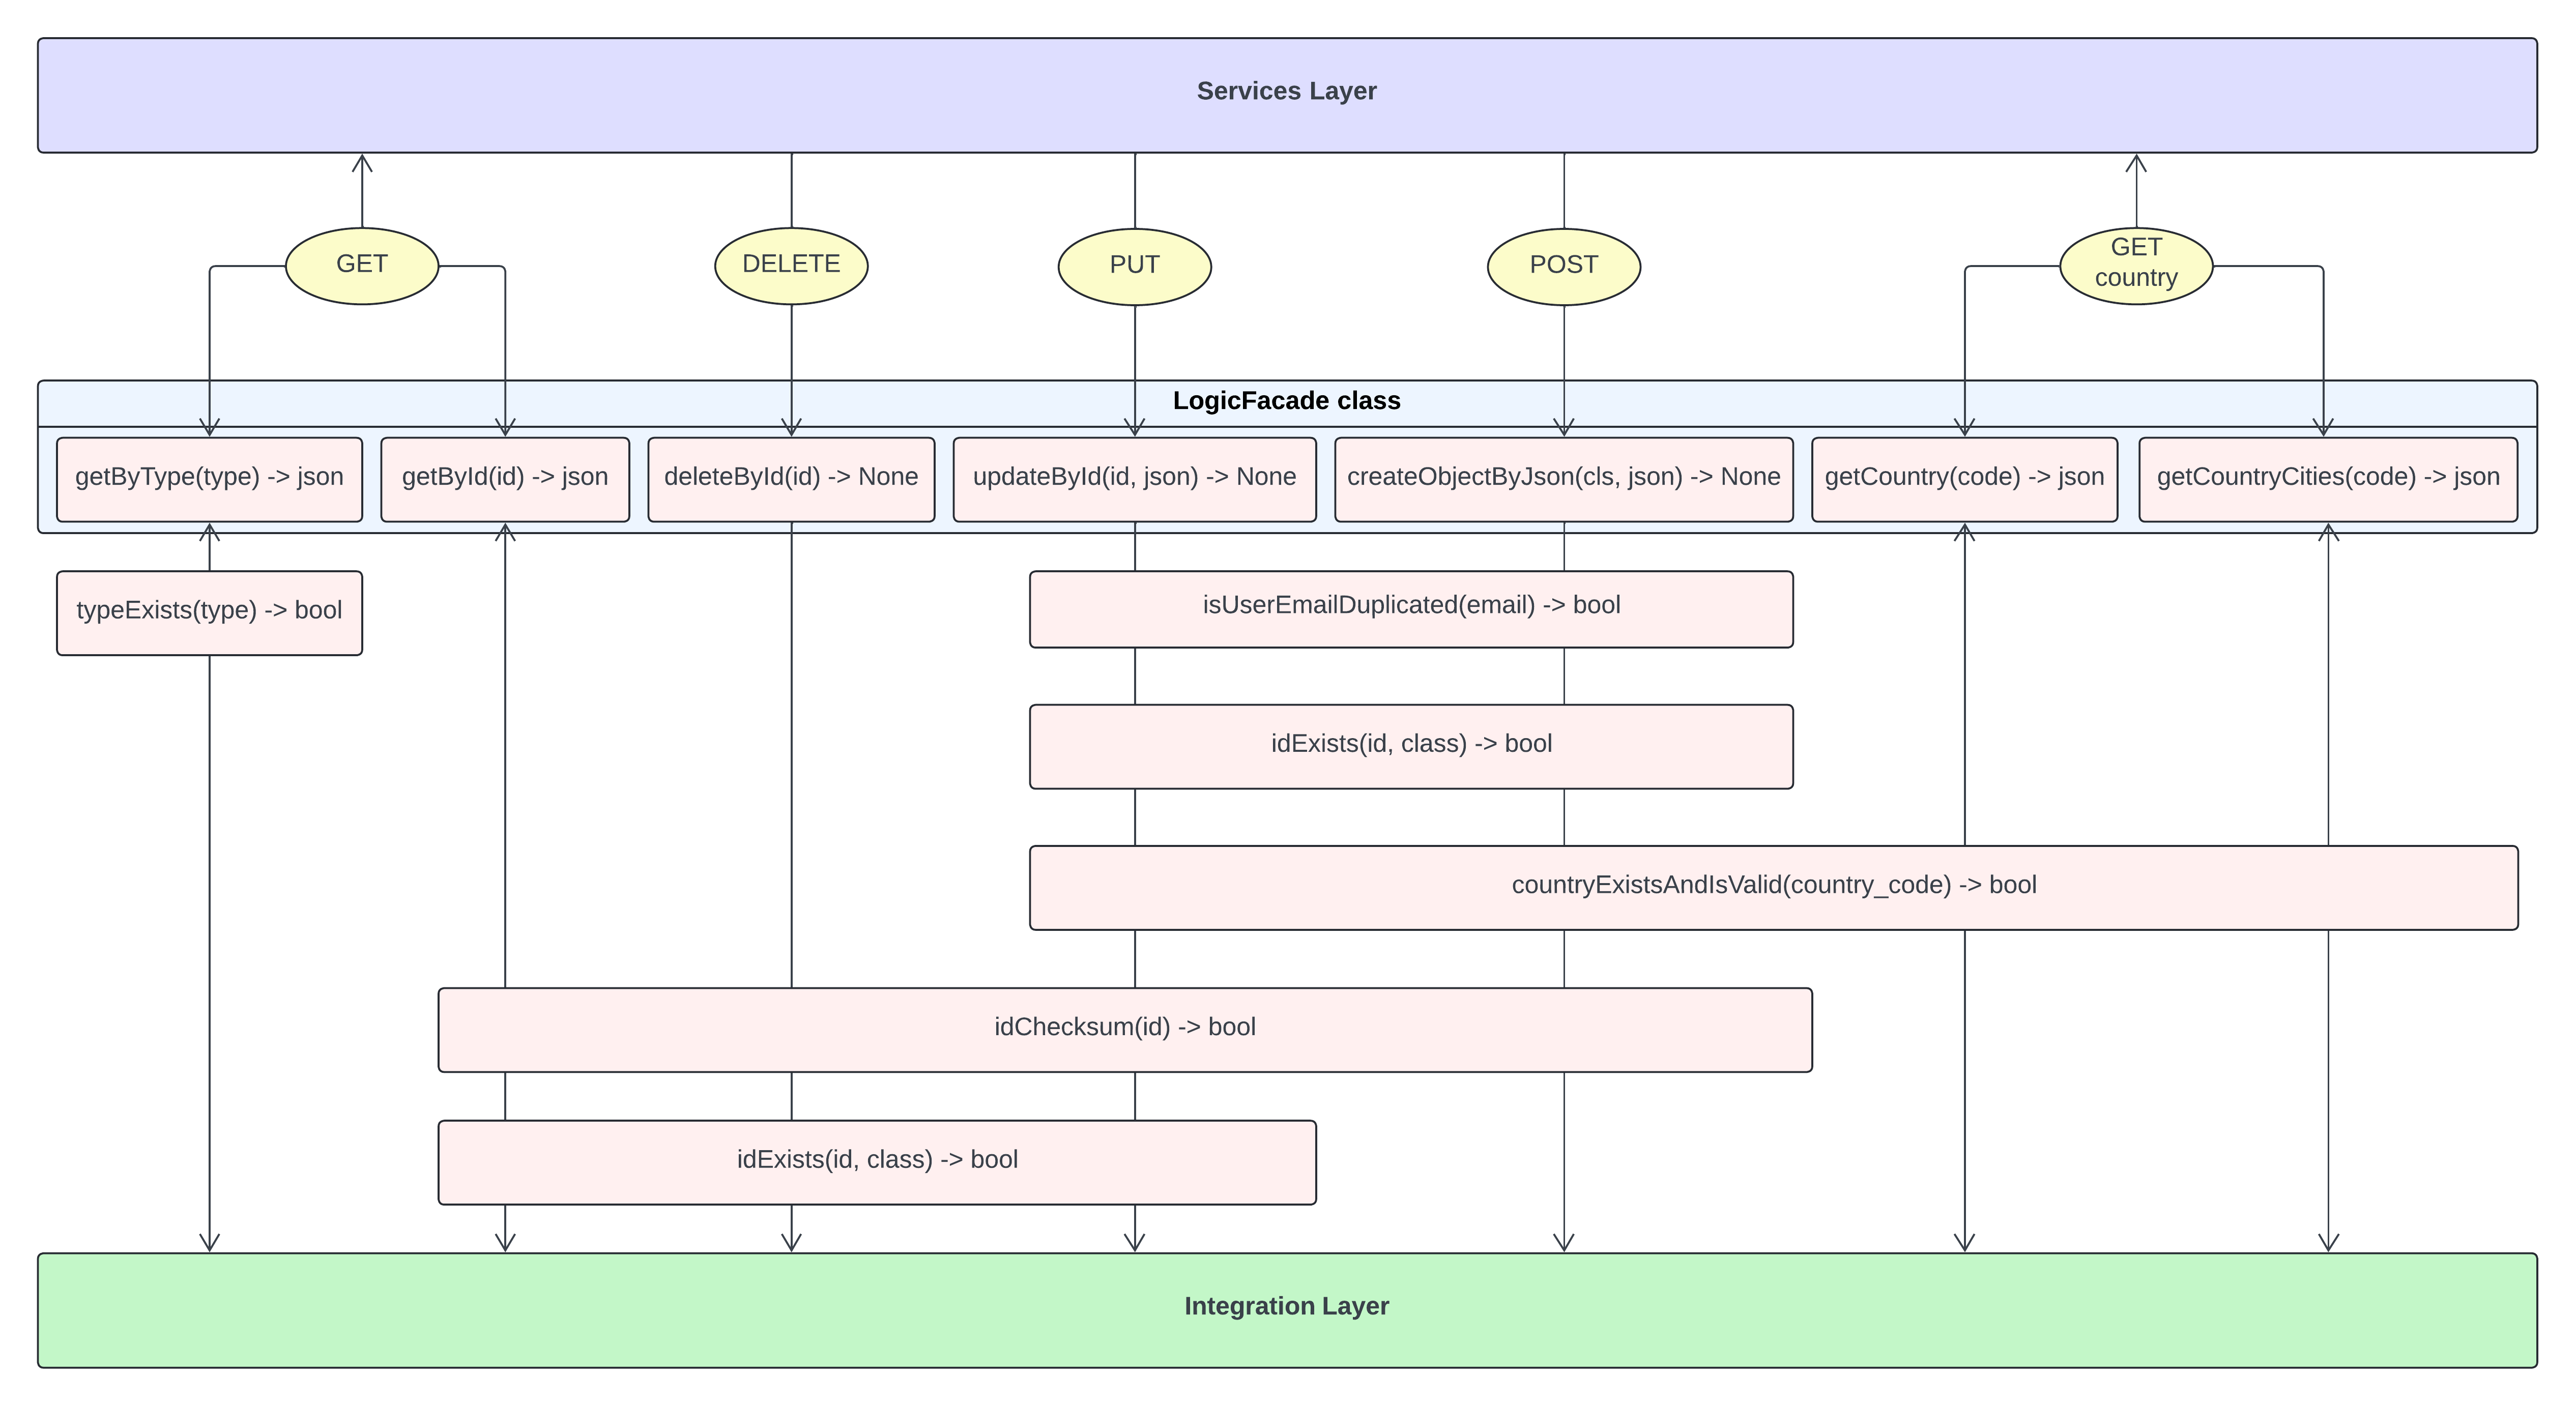 Services Layer
GET
DELETE
PUT
POST
GET
country
LogicFacade class
getByType(type) -> json
getById(id) -> json
deleteById(id) -> None
updateById(id, json) -> None
createObjectByJson(cls, json) -> None
getCountry(code) -> json
getCountryCities(code) -> json
typeExists(type) -> bool
isUserEmailDuplicated(email) -> bool
idExists(id, class) -> bool
countryExistsAndIsValid(country_code) -> bool
idChecksum(id) -> bool
idExists(id, class) -> bool
Integration Layer